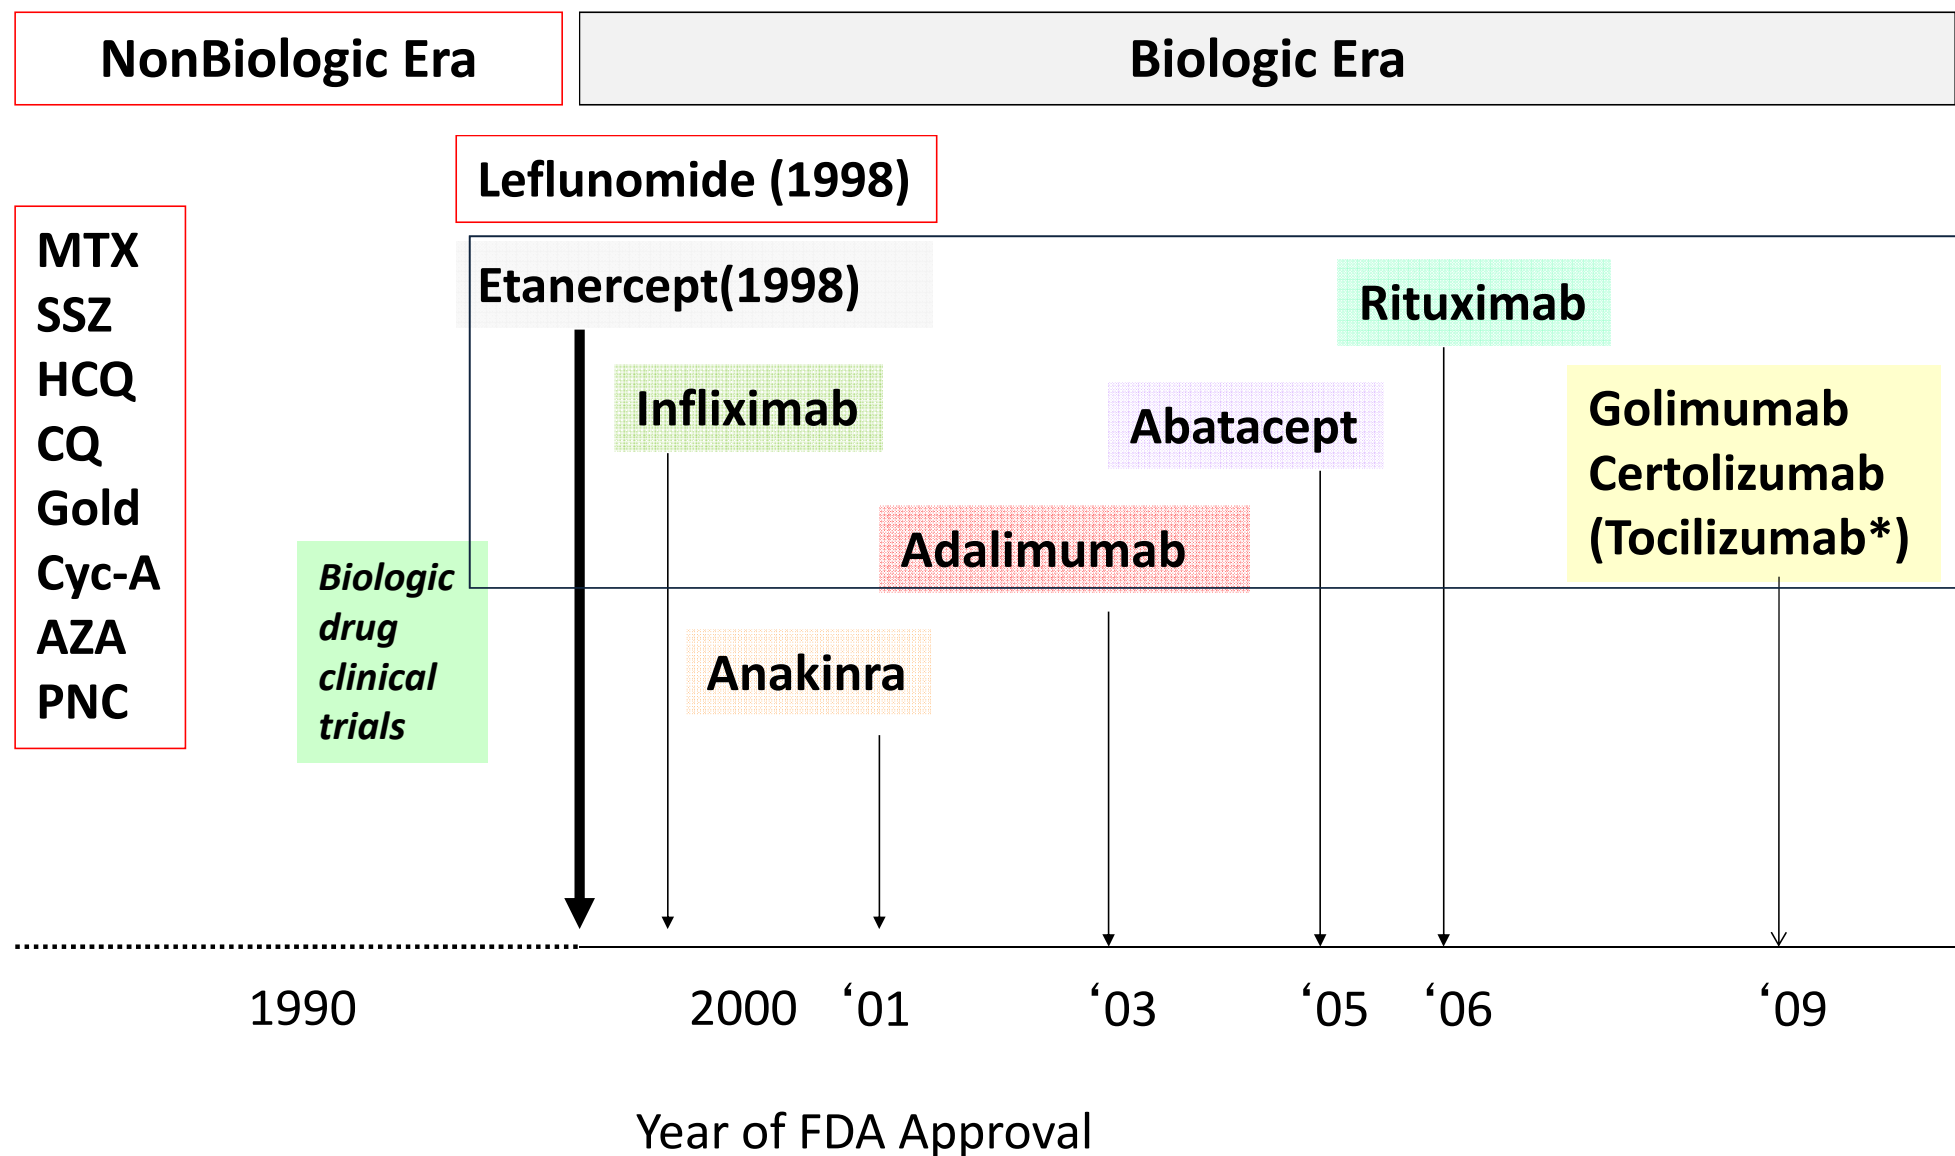 NonBiologic Era
Biologic Era
Leflunomide (1998)
MTX
SSZ
HCQ
CQ
Gold
Cyc-A
AZA
PNC
Biologic
drug
clinical
trials
Etanercept(1998)
Infliximab
Anakinra
Adalimumab
Abatacept
Rituximab
Golimumab
Certolizumab
(Tocilizumab*)
1990 2000 ‘01 ‘03 ‘05 ‘06 ‘09
Year of FDA Approval